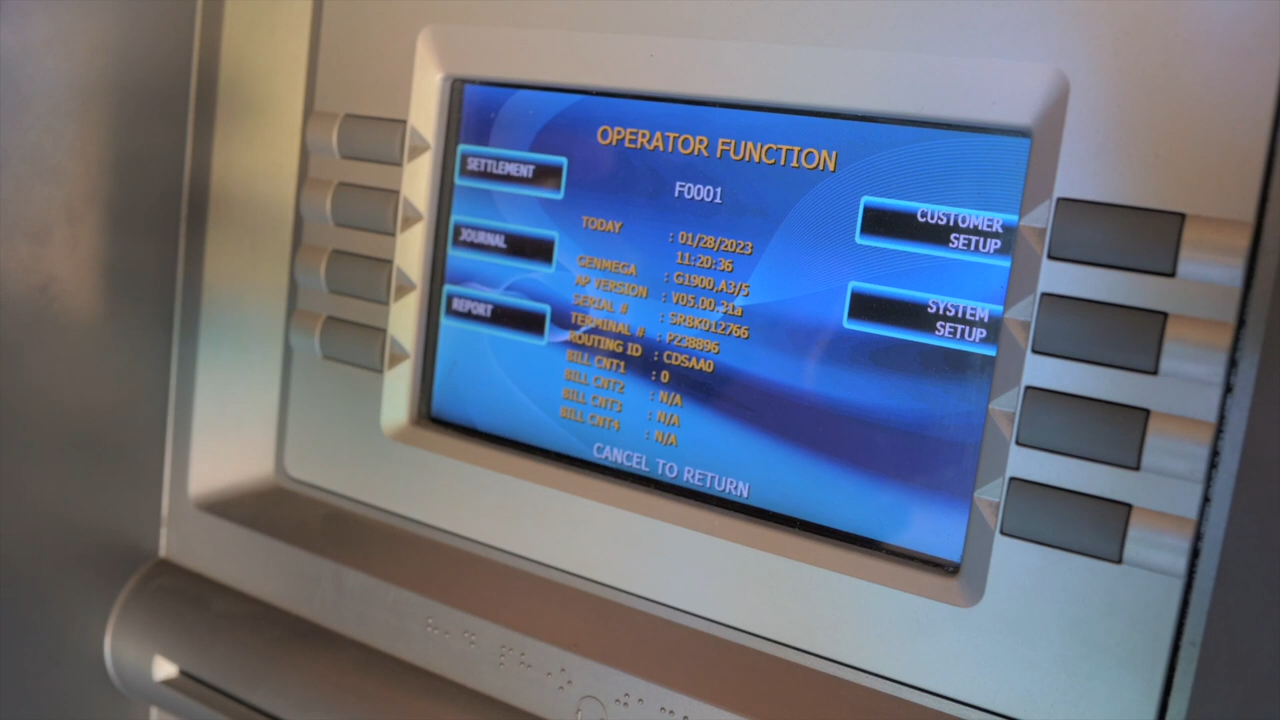 OPERATOR FUNCTION
F0001
SETTLEMENT
JOURNAL
REPORT
TODAY : 01/28/2023
11:20:36
GENMEGA : G1900,A3/5
AP VERSION : V05.00.31a
SERIAL # : SRBK012766
TERMINAL # : P238896
ROUTING ID : CDSAA0
BILL CNT1 : 0
BILL CNT2 : N/A
BILL CNT3 : N/A
BILL CNT4 : N/A
CANCEL TO RETURN
CUSTOMER
SETUP
SYSTEM
SETUP